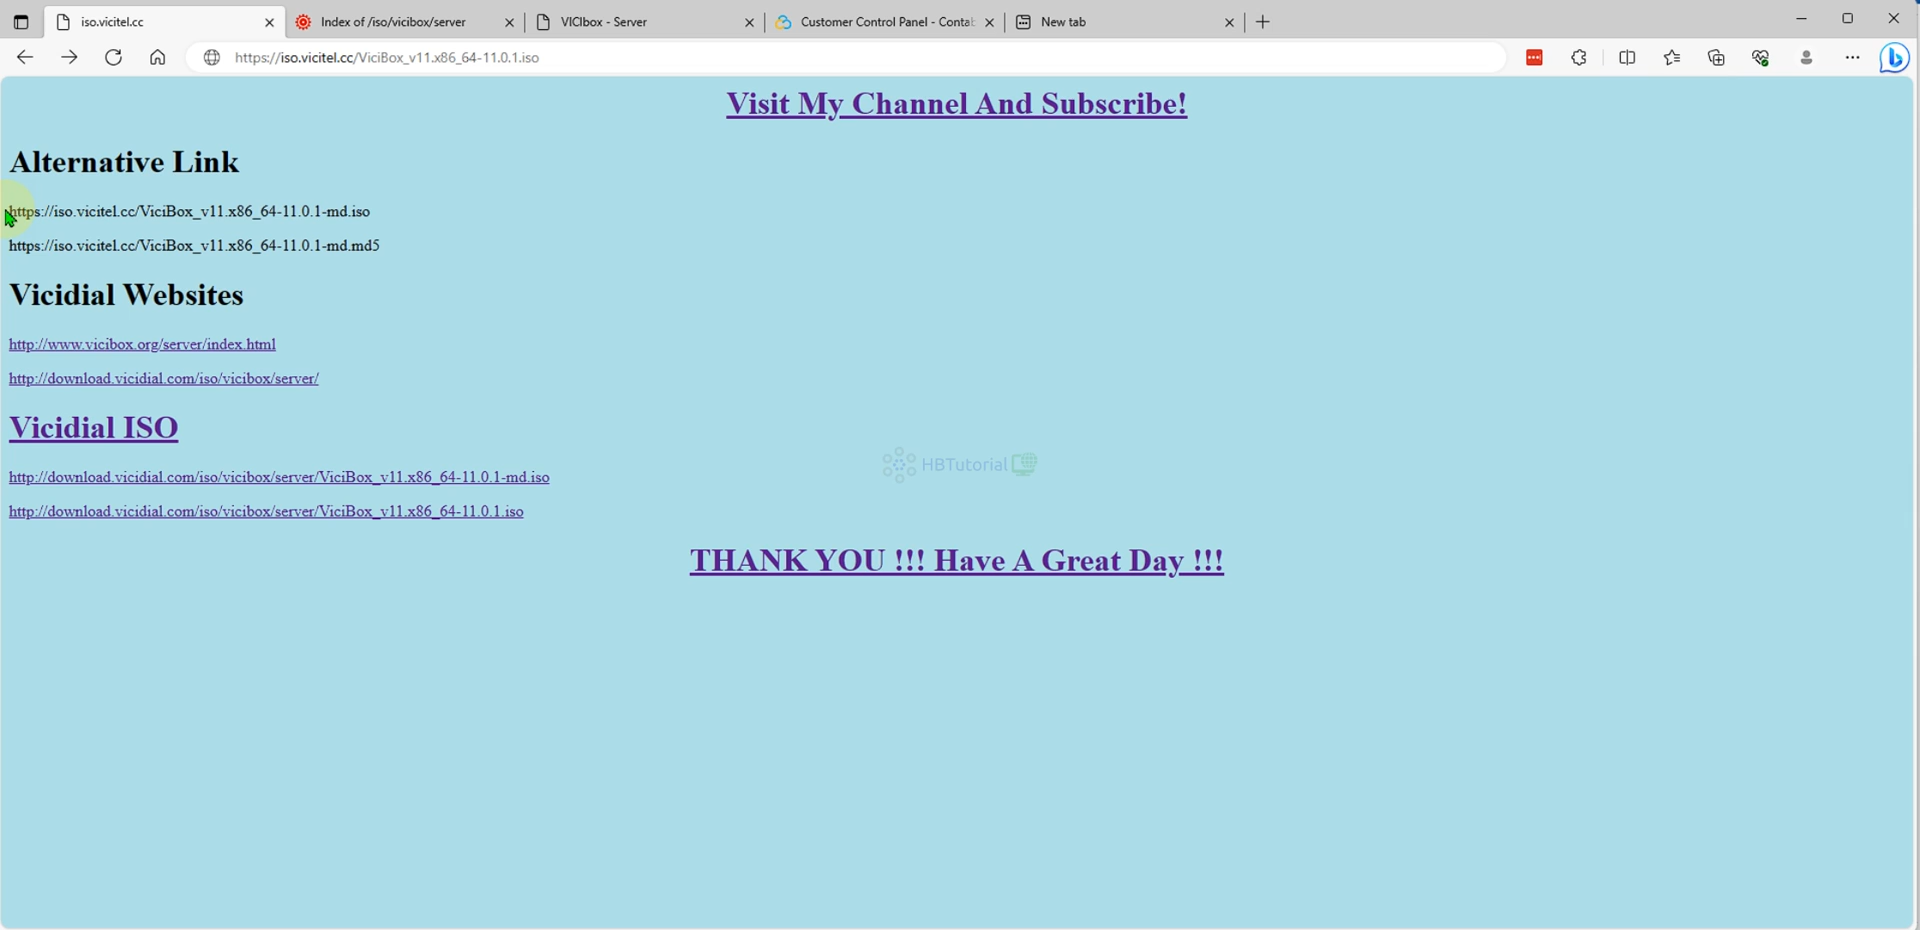 iso.vicitel.cc
Index of /iso/vicibox/server
VICIbox - Server
Customer Control Panel - Contab
New tab
https://iso.vicitel.cc/ViciBox_v11.x86_64-11.0.1.iso
Visit My Channel And Subscribe!
Alternative Link
https://iso.vicitel.cc/ViciBox_v11.x86_64-11.0.1-md.iso
https://iso.vicitel.cc/ViciBox_v11.x86_64-11.0.1-md.md5
Vicidial Websites
http://www.vicibox.org/server/index.html
http://download.vicidial.com/iso/vicibox/server/
Vicidial ISO
http://download.vicidial.com/iso/vicibox/server/ViciBox_v11.x86_64-11.0.1-md.iso
HBTutorial
http://download.vicidial.com/iso/vicibox/server/ViciBox_v11.x86_64-11.0.1.iso
THANK YOU !!! Have A Great Day !!!